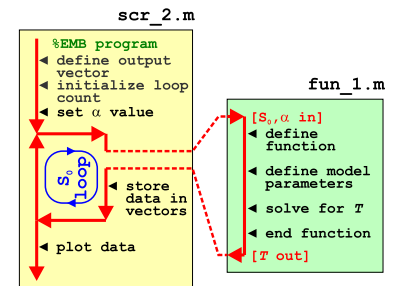 scr_2.m
%EMB program
◄ define output
vector
◄ initialize loop
count
◄ set α value
S₀
loop
◄ store
data in
vectors
◄ plot data
fun_1.m
[S₀,α in]
◄ define
function
◄ define model
parameters
◄ solve for T
◄ end function
[T out]